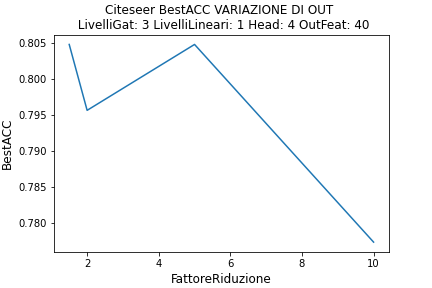 Citeseer BestACC VARIAZIONE DI OUT
LivelliGat: 3 LivelliLineari: 1 Head: 4 OutFeat: 40
0.805
0.800
0.795
0.790
0.785
0.780
BestACC
2
4
6
8
10
FattoreRiduzione